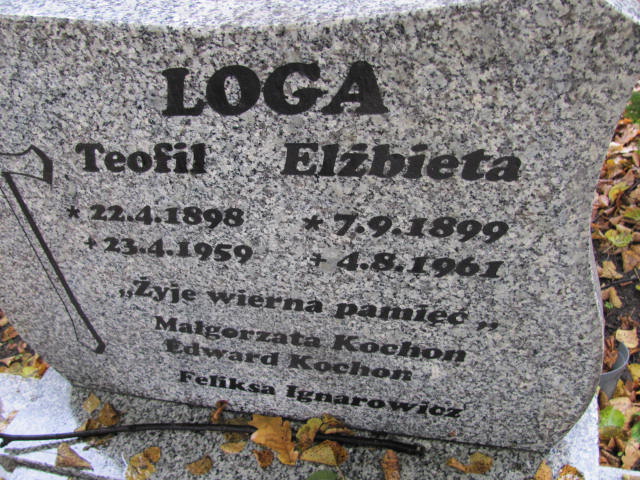 LOGA
Teofil Elżbieta
* 22.4.1898 * 7.9.1899
+ 23.4.1959 + 4.8.1961
„Żyje wierna pamięć„
Małgorzata Kochon
Edward Kochon
Feliksa Ignarowicz